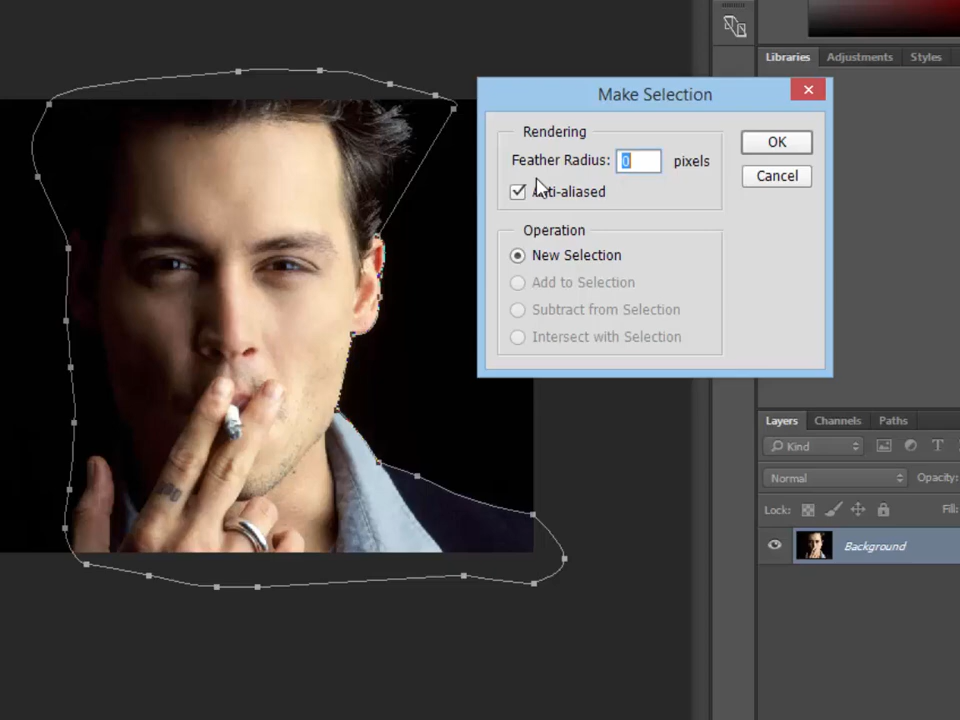 Libraries Adjustments Styles
Make Selection
Rendering
Feather Radius: 0 pixels
Anti-aliased
OK
Cancel
Operation
New Selection
Add to Selection
Subtract from Selection
Intersect with Selection
Layers Channels Paths
Kind T
Normal Opacity:
Lock: Fill:
Background